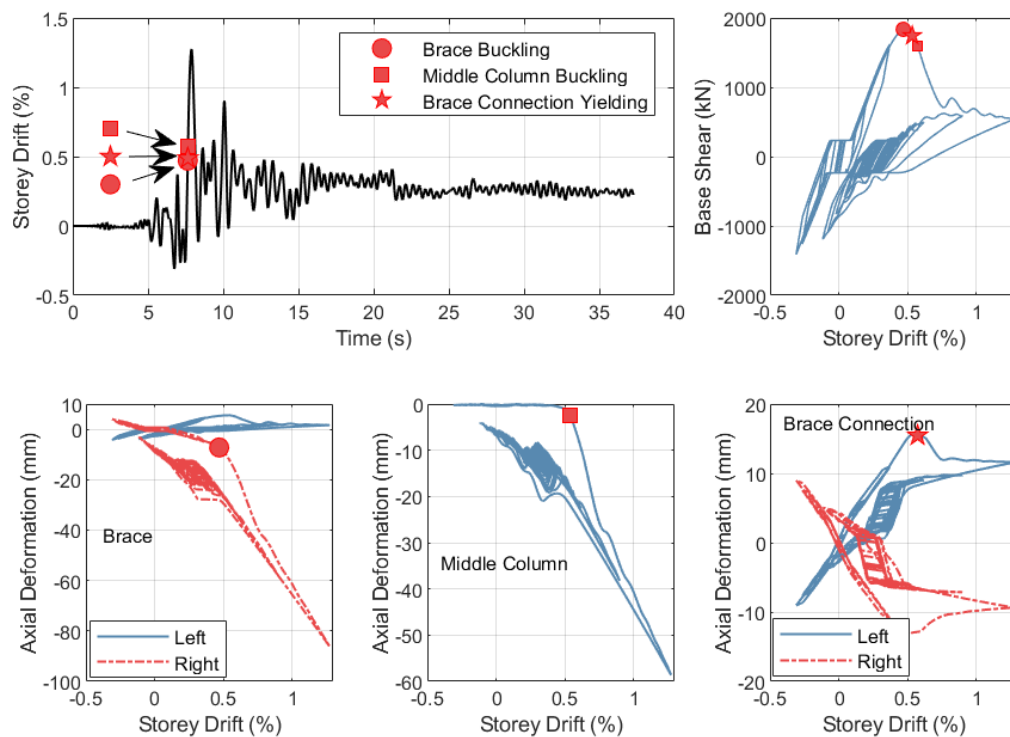 1.5
1
0.5
0
-0.5
Storey Drift (%)
0
5
10
15
20
25
30
35
40
Time (s)
Brace Buckling
Middle Column Buckling
Brace Connection Yielding
2000
1000
0
-1000
-2000
Base Shear (kN)
-0.5
0
0.5
1
Storey Drift (%)
10
0
-20
-40
-60
-80
-100
Axial Deformation (mm)
Brace
Left
Right
-0.5
0
0.5
1
Storey Drift (%)
0
-10
-20
-30
-40
-50
-60
Axial Deformation (mm)
Middle Column
-0.5
0
0.5
1
Storey Drift (%)
20
10
0
-10
-20
Axial Deformation (mm)
Brace Connection
Left
Right
-0.5
0
0.5
1
Storey Drift (%)